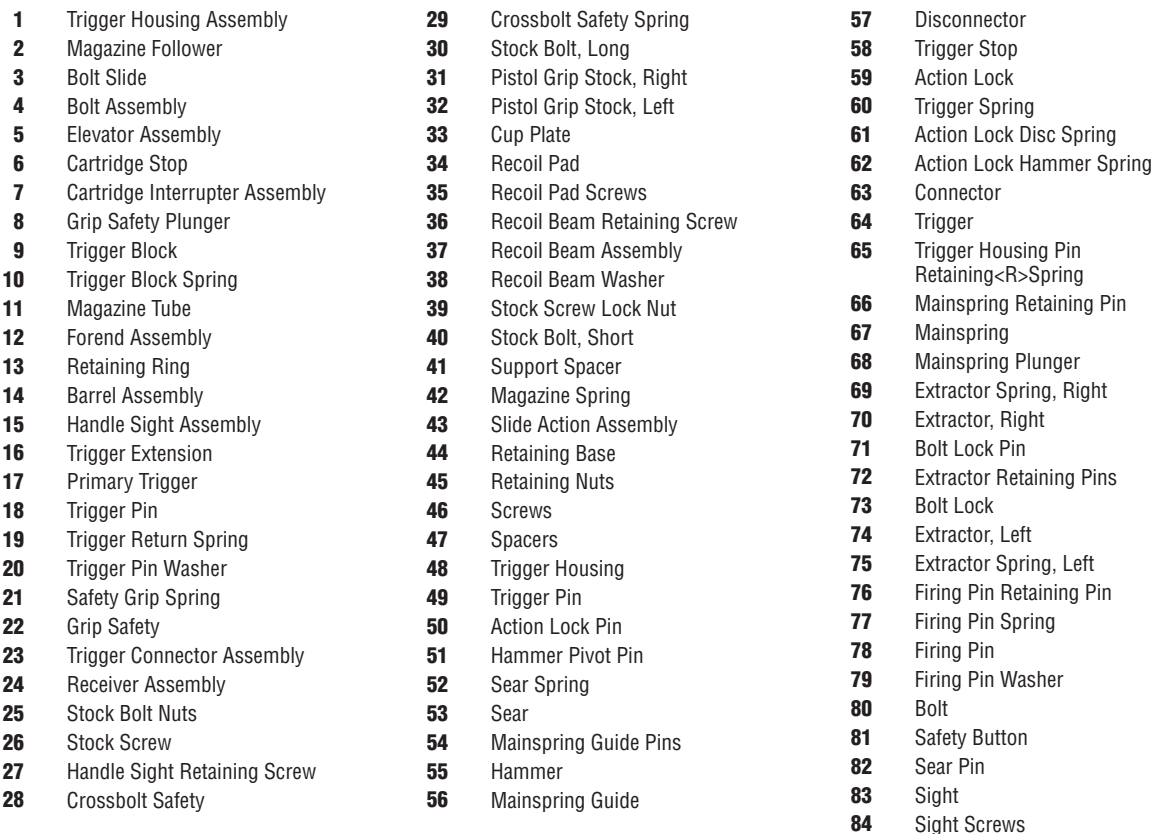 1 Trigger Housing Assembly
2 Magazine Follower
3 Bolt Slide
4 Bolt Assembly
5 Elevator Assembly
6 Cartridge Stop
7 Cartridge Interrupter Assembly
8 Grip Safety Plunger
9 Trigger Block
10 Trigger Block Spring
11 Magazine Tube
12 Forend Assembly
13 Retaining Ring
14 Barrel Assembly
15 Handle Sight Assembly
16 Trigger Extension
17 Primary Trigger
18 Trigger Pin
19 Trigger Return Spring
20 Trigger Pin Washer
21 Safety Grip Spring
22 Grip Safety
23 Trigger Connector Assembly
24 Receiver Assembly
25 Stock Bolt Nuts
26 Stock Screw
27 Handle Sight Retaining Screw
28 Crossbolt Safety
29 Crossbolt Safety Spring
30 Stock Bolt, Long
31 Pistol Grip Stock, Right
32 Pistol Grip Stock, Left
33 Cup Plate
34 Recoil Pad
35 Recoil Pad Screws
36 Recoil Beam Retaining Screw
37 Recoil Beam Assembly
38 Recoil Beam Washer
39 Stock Screw Lock Nut
40 Stock Bolt, Short
41 Support Spacer
42 Magazine Spring
43 Slide Action Assembly
44 Retaining Base
45 Retaining Nuts
46 Screws
47 Spacers
48 Trigger Housing
49 Trigger Pin
50 Action Lock Pin
51 Hammer Pivot Pin
52 Sear Spring
53 Sear
54 Mainspring Guide Pins
55 Hammer
56 Mainspring Guide
57 Disconnector
58 Trigger Stop
59 Action Lock
60 Trigger Spring
61 Action Lock Disc Spring
62 Action Lock Hammer Spring
63 Connector
64 Trigger
65 Trigger Housing Pin
Retaining<R>Spring
66 Mainspring Retaining Pin
67 Mainspring
68 Mainspring Plunger
69 Extractor Spring, Right
70 Extractor, Right
71 Bolt Lock Pin
72 Extractor Retaining Pins
73 Bolt Lock
74 Extractor, Left
75 Extractor Spring, Left
76 Firing Pin Retaining Pin
77 Firing Pin Spring
78 Firing Pin
79 Firing Pin Washer
80 Bolt
81 Safety Button
82 Sear Pin
83 Sight
84 Sight Screws